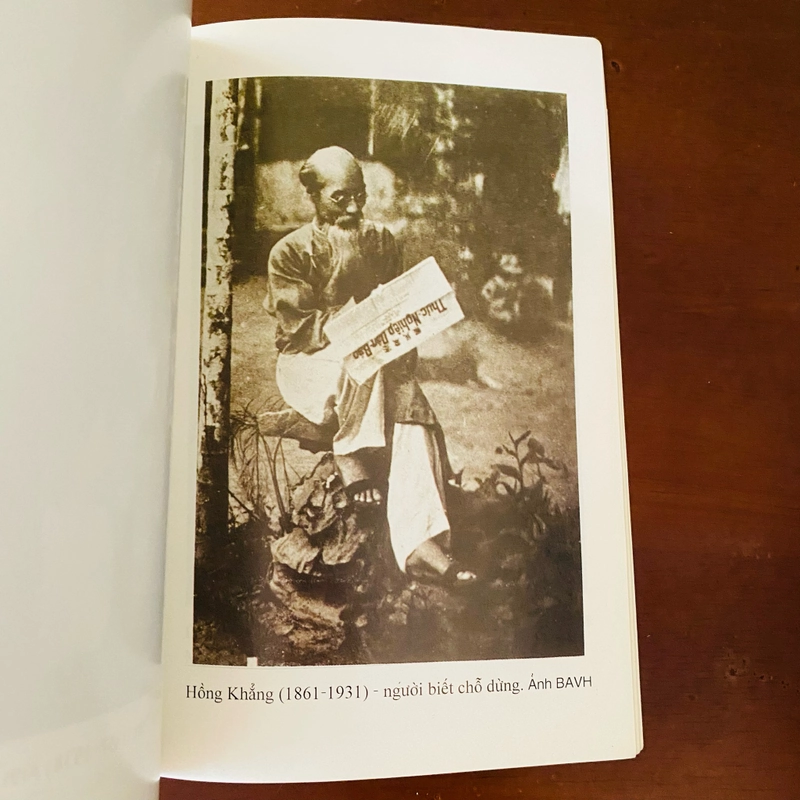 Thực-Nghiệp Dân-Báo
Hồng Khẳng (1861-1931) - người biết chỗ dừng. Ảnh BAVH